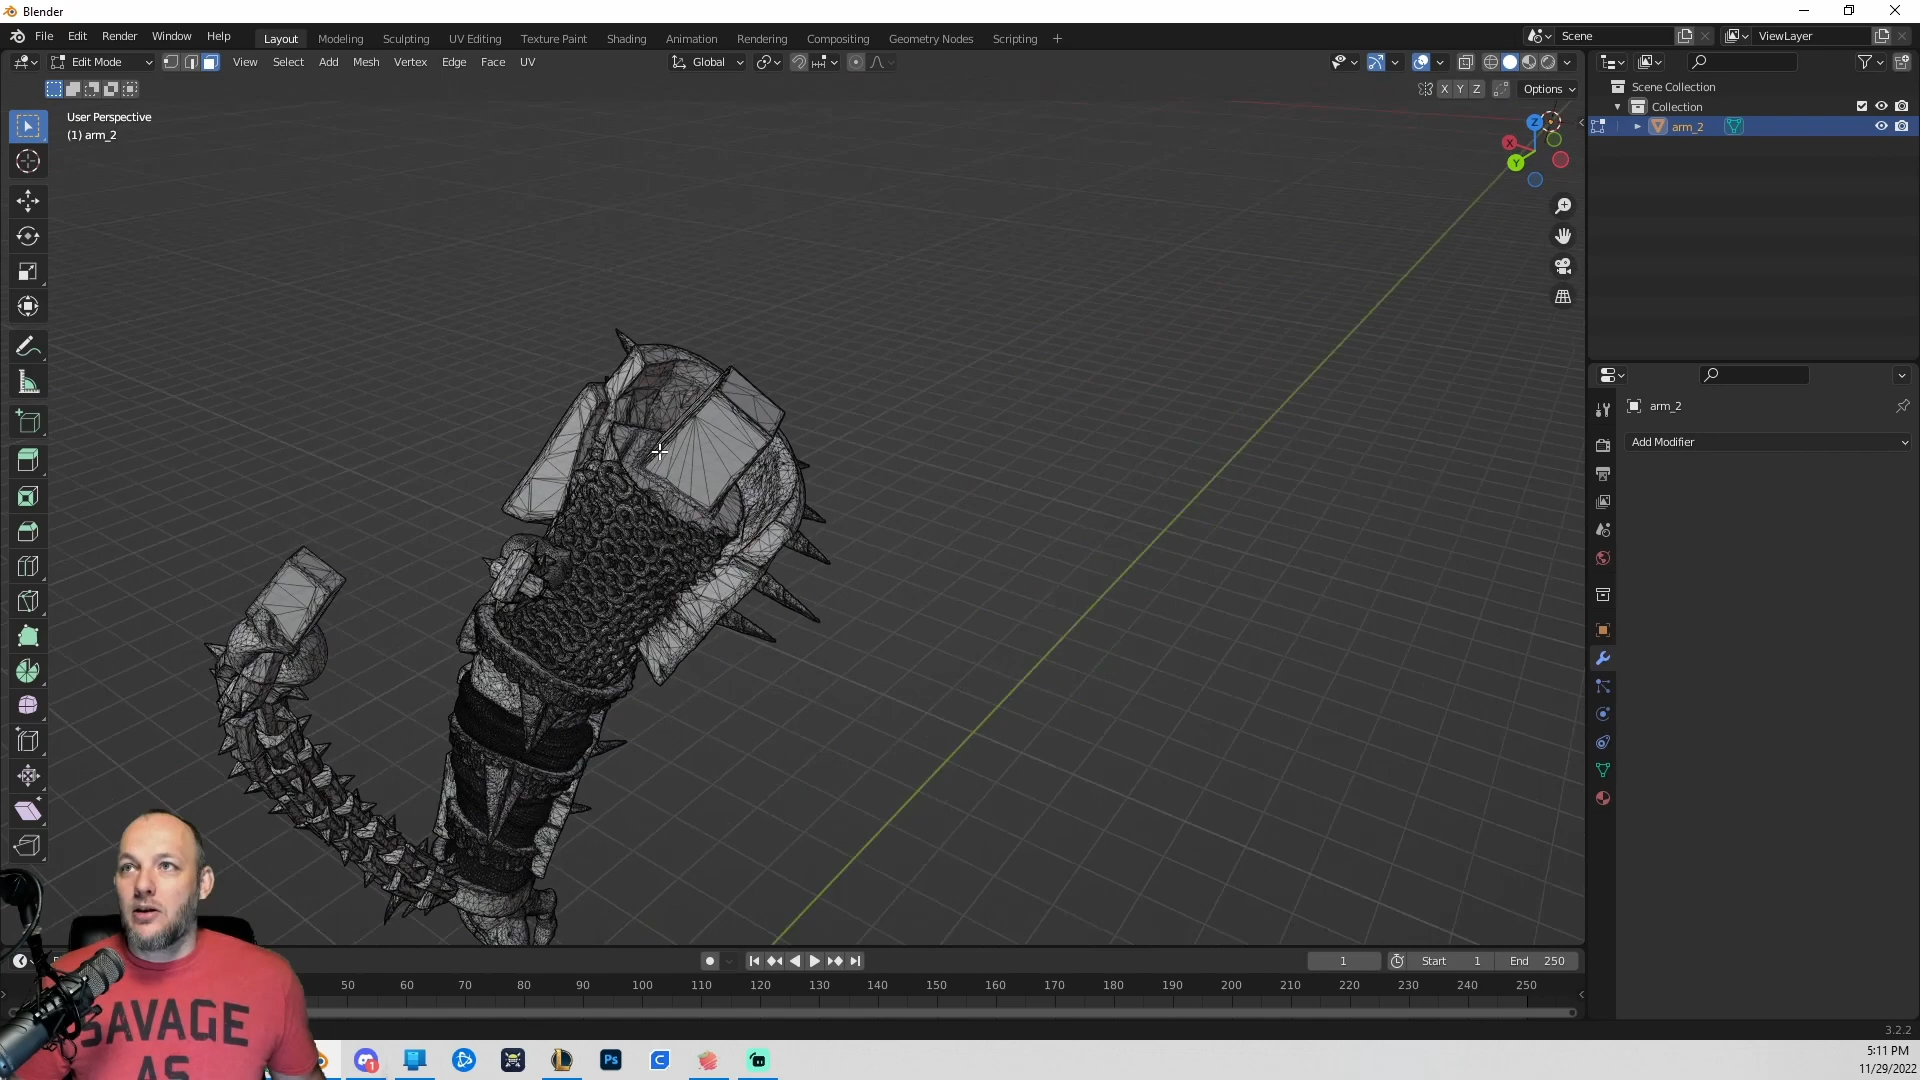 Blender
File Edit Render Window Help
Layout Modeling Sculpting UV Editing Texture Paint Shading Animation Rendering Compositing Geometry Nodes Scripting +
Scene
ViewLayer
Edit Mode
View Select Add Mesh Vertex Edge Face UV
Global
X Y Z
Options
User Perspective
(1) arm_2
Z
X
Y
Scene Collection
Collection
arm_2
arm_2
Add Modifier
1
Start 1
End 250
50 60 70 80 90 100 110 120 130 140 150 160 170 180 190 200 210 220 230 240 250
3.2.2
SAVAGE
AS
1
Ps
C
5:11 PM
11/29/2022